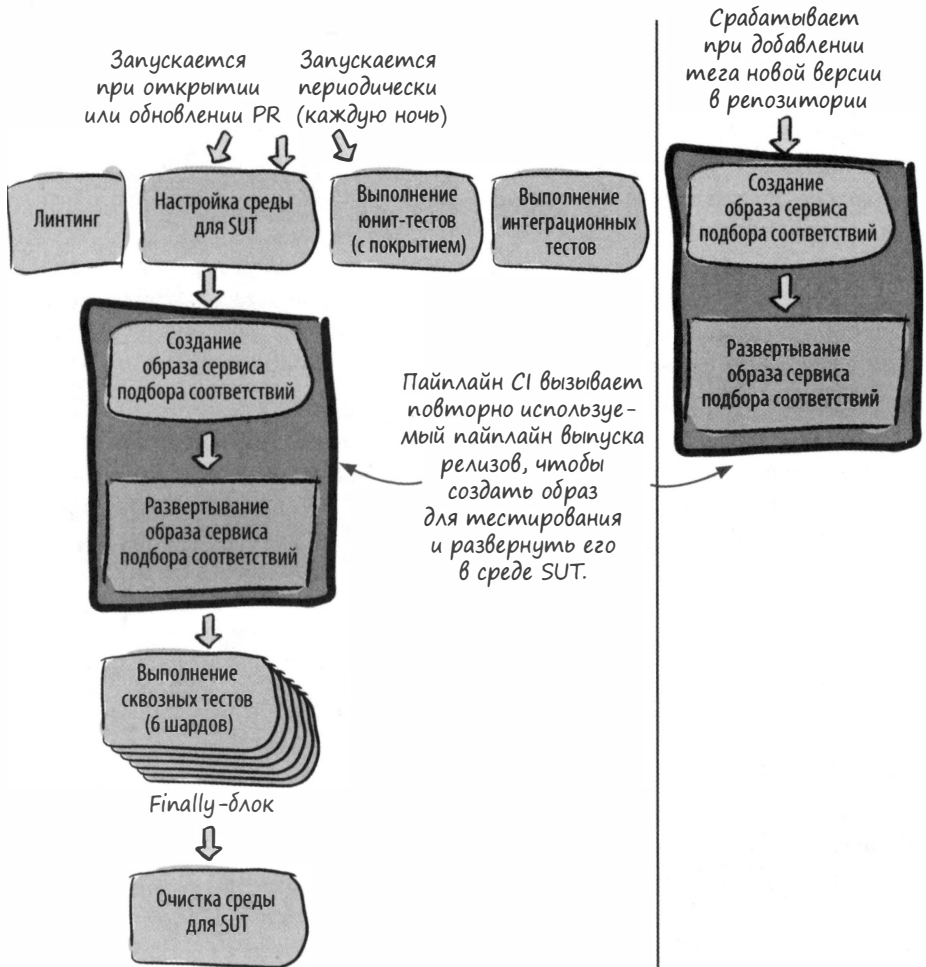 Запускается
при открытии
или обновлении PR
Запускается
периодически
(каждую ночь)
Срабатывает
при добавлении
тега новой версии
в репозитории
Линтинг
Настройка среды
для SUT
Выполнение
юнит-тестов
(с покрытием)
Выполнение
интеграционных
тестов
Создание
образа сервиса
подбора соответствий
Развертывание
образа сервиса
подбора соответствий
Создание
образа сервиса
подбора соответствий
Развертывание
образа сервиса
подбора соответствий
Пайплайн CI вызывает
повторно используе-
мый пайплайн выпуска
релизов, чтобы
создать образ
для тестирования
и развернуть его
в среде SUT.
Выполнение
сквозных тестов
(6 шардов)
Finally-блок
Очистка среды
для SUT